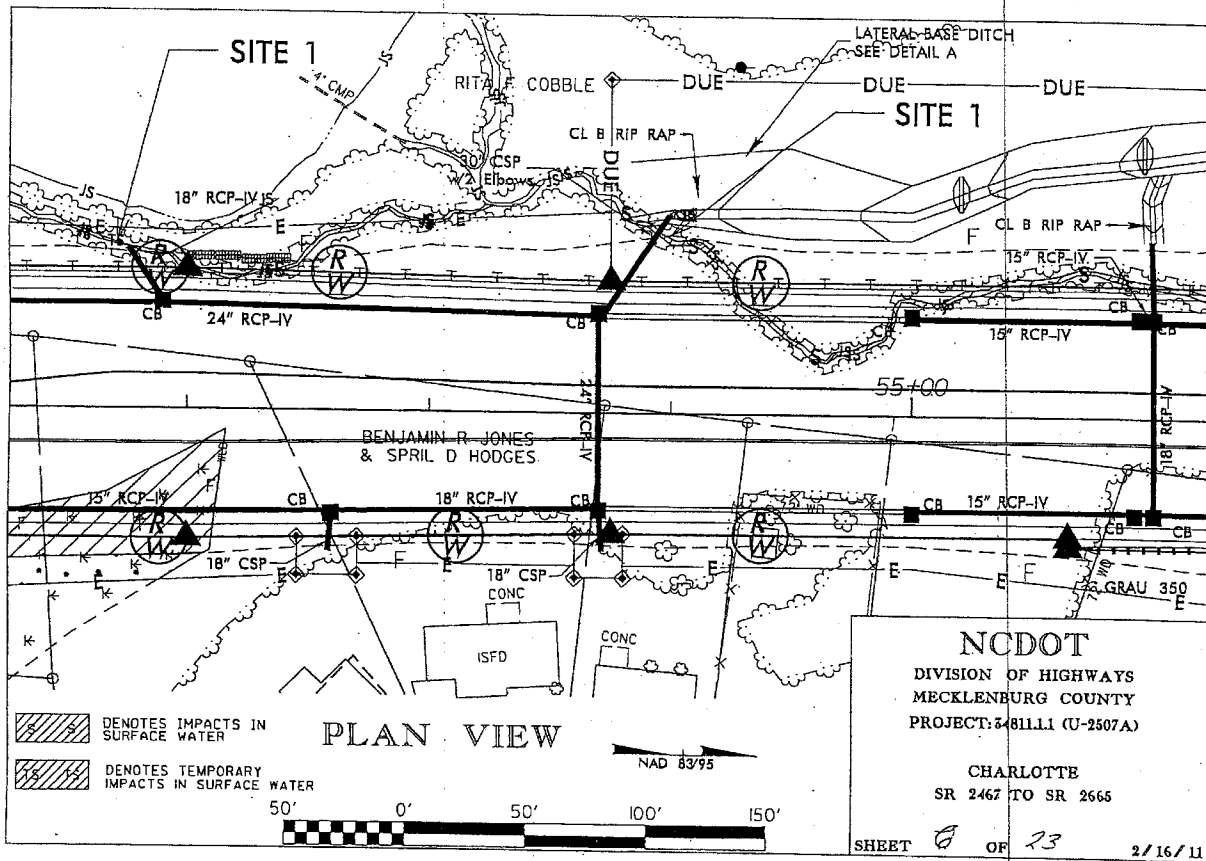 SITE 1
LATERAL BASE DITCH
SEE DETAIL A
RITA F COBBLE
DUE
DUE
DUE
DUE
SITE 1
CL B RIP RAP
30' CSP
w/2 Elbows
18" RCP-IV
JS
JS
JS
E
E
E
F
F
CL B RIP RAP
15" RCP-IV
R
W
R
W
R
W
CB
24" RCP-IV
CB
CB
15" RCP-IV
CB
CB
55+00
24" RCP-IV
18" RCP-IV
BENJAMIN R JONES
& SPRIL D HODGES
15" RCP-IV
CB
18" RCP-IV
CB
CB
15" RCP-IV
CB
CB
R
W
R
W
R
W
18" CSP
F
E
E
18" CSP
E
E
E
F
E
GRAU 350
CONC
ISFD
CONC
NCDOT
DIVISION OF HIGHWAYS
MECKLENBURG COUNTY
PROJECT: 34811.1.1 (U-2507A)
CHARLOTTE
SR 2467 TO SR 2665
SHEET 6 OF 23
2/16/11
S S DENOTES IMPACTS IN
SURFACE WATER
TS TS DENOTES TEMPORARY
IMPACTS IN SURFACE WATER
PLAN VIEW
NAD 83/95
50' 0' 50' 100' 150'